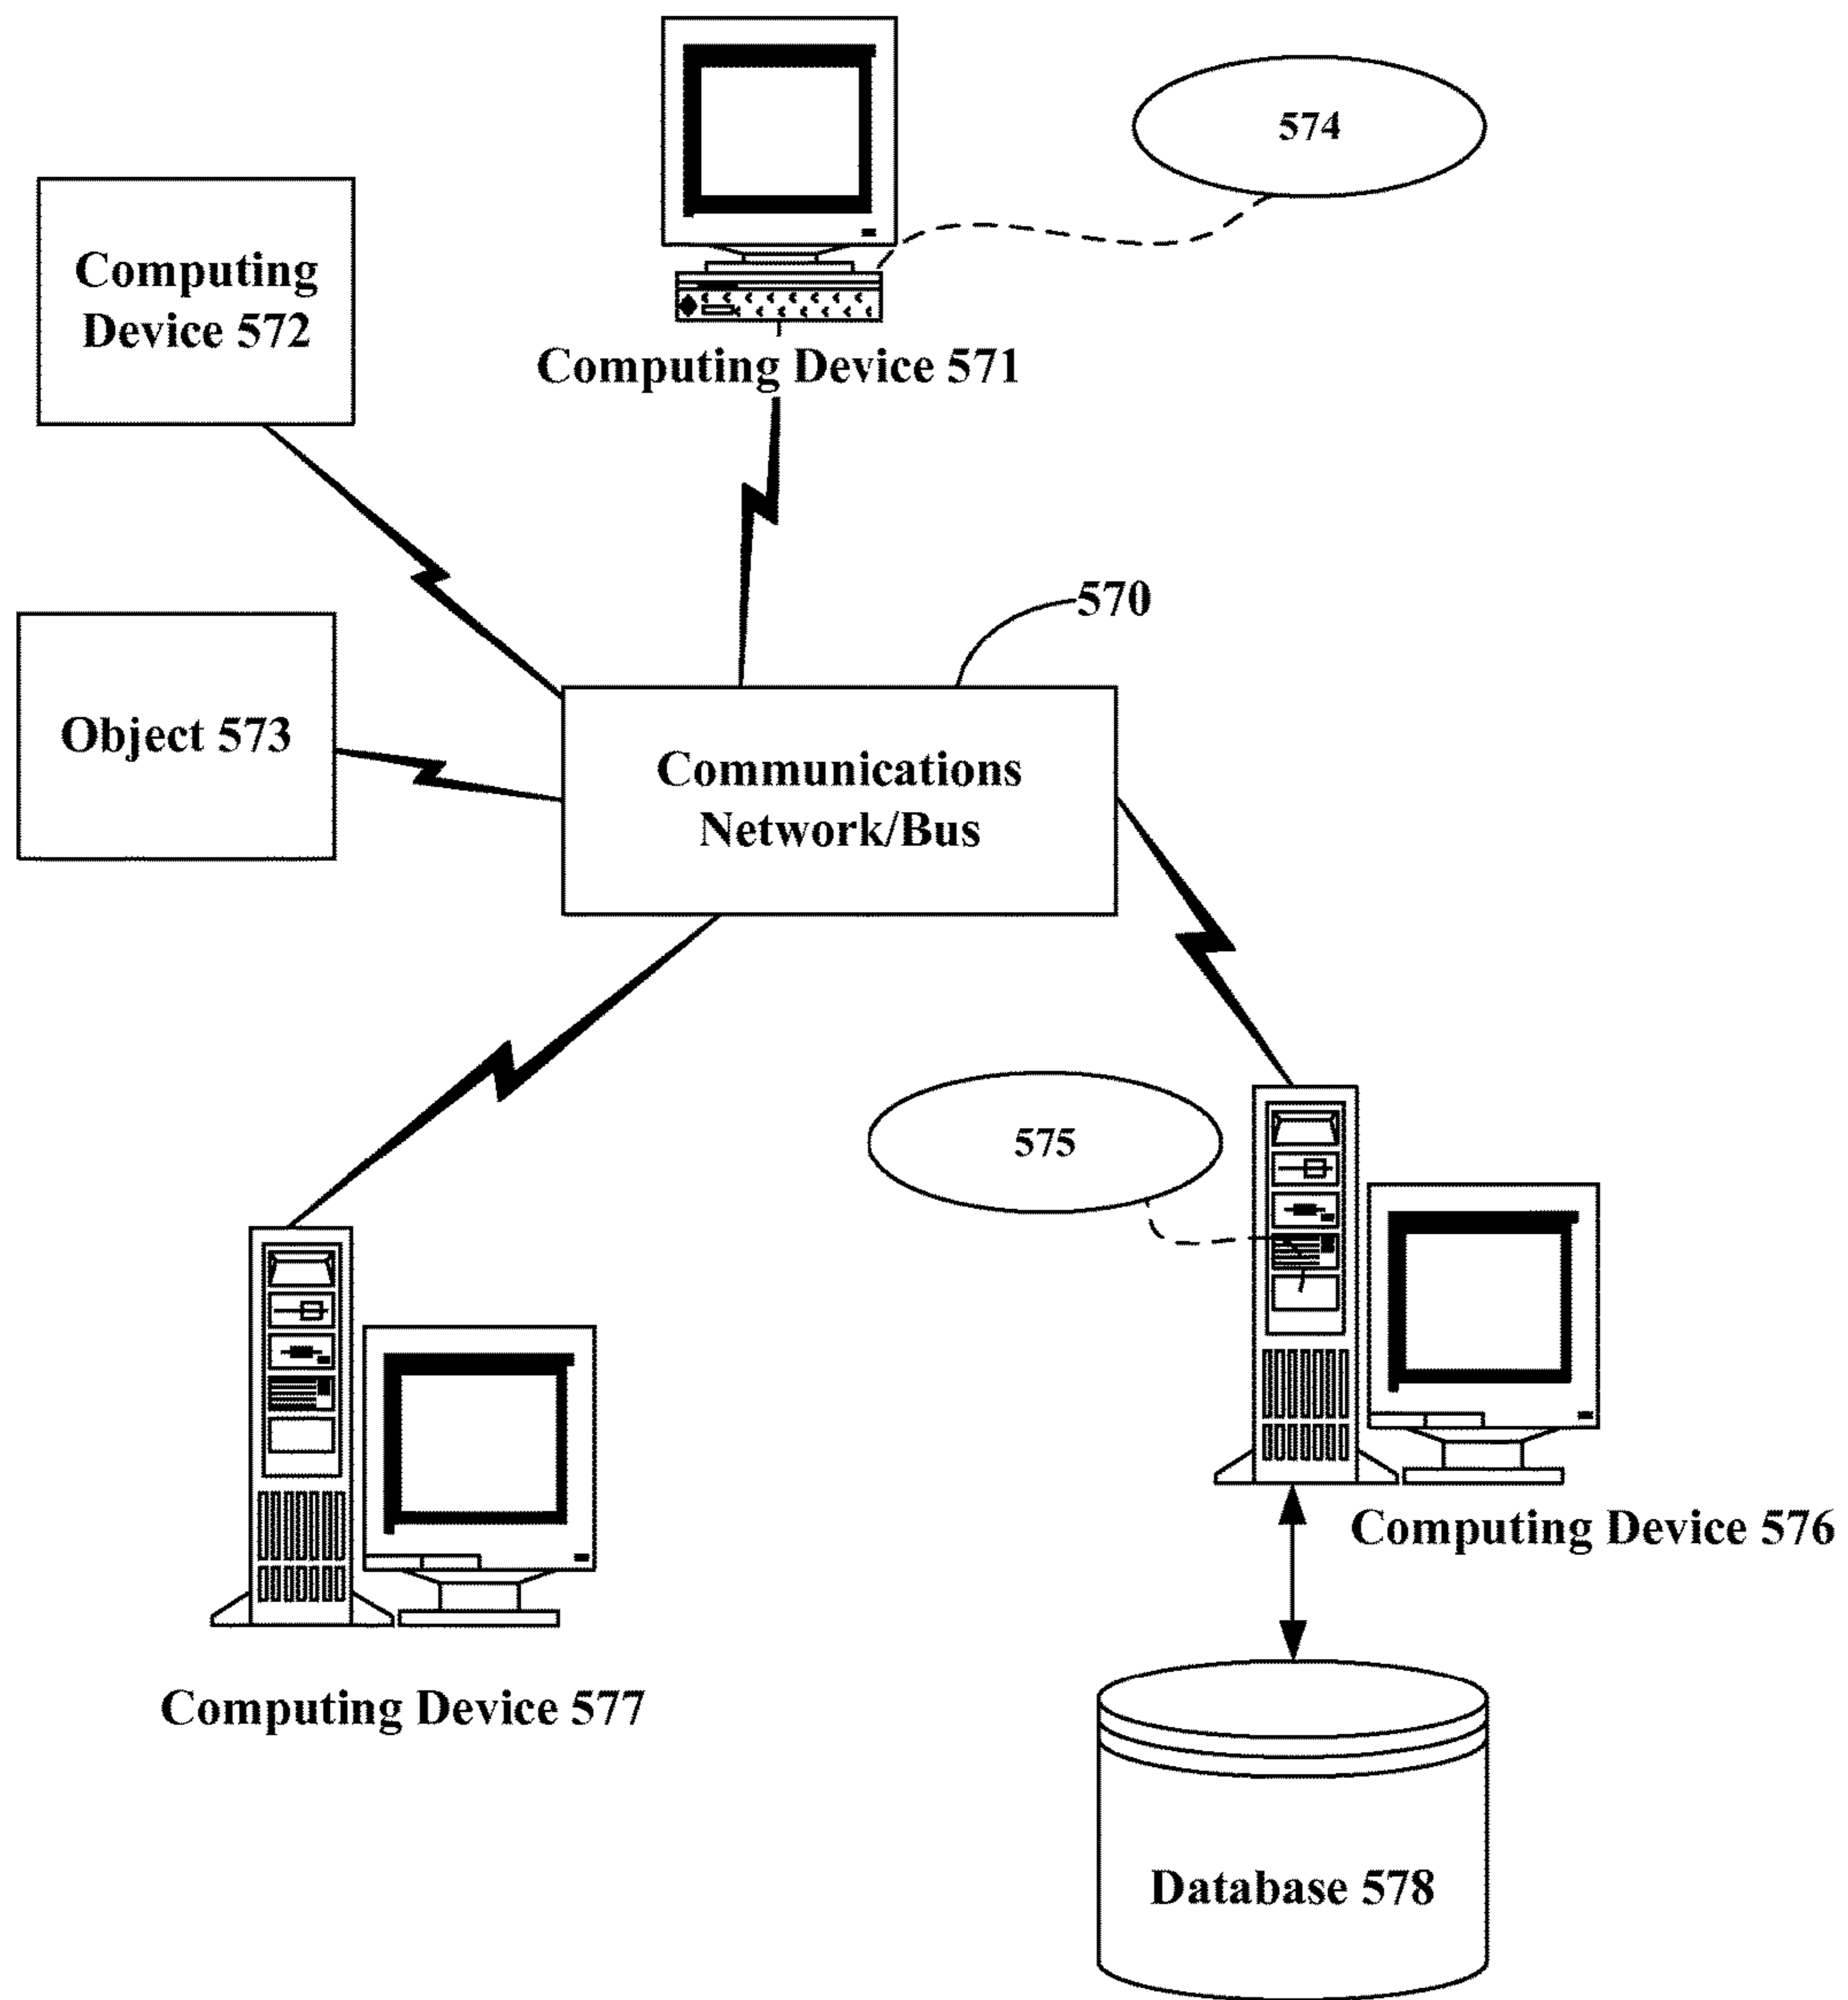 574
Computing
Device 572
Computing Device 571
570
Object 573
Communications
Network/Bus
575
Computing Device 576
Computing Device 577
Database 578